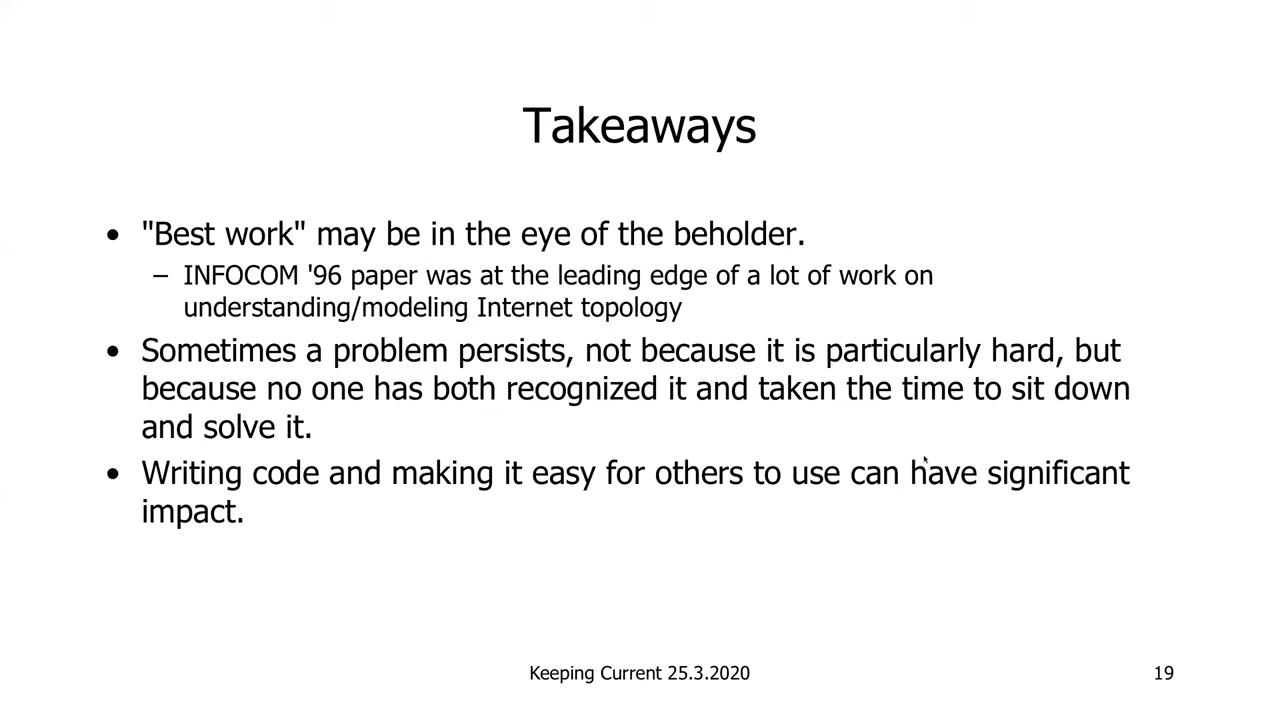 Takeaways
• "Best work" may be in the eye of the beholder.
– INFOCOM '96 paper was at the leading edge of a lot of work on
understanding/modeling Internet topology
• Sometimes a problem persists, not because it is particularly hard, but
because no one has both recognized it and taken the time to sit down
and solve it.
• Writing code and making it easy for others to use can have significant
impact.
Keeping Current 25.3.2020
19